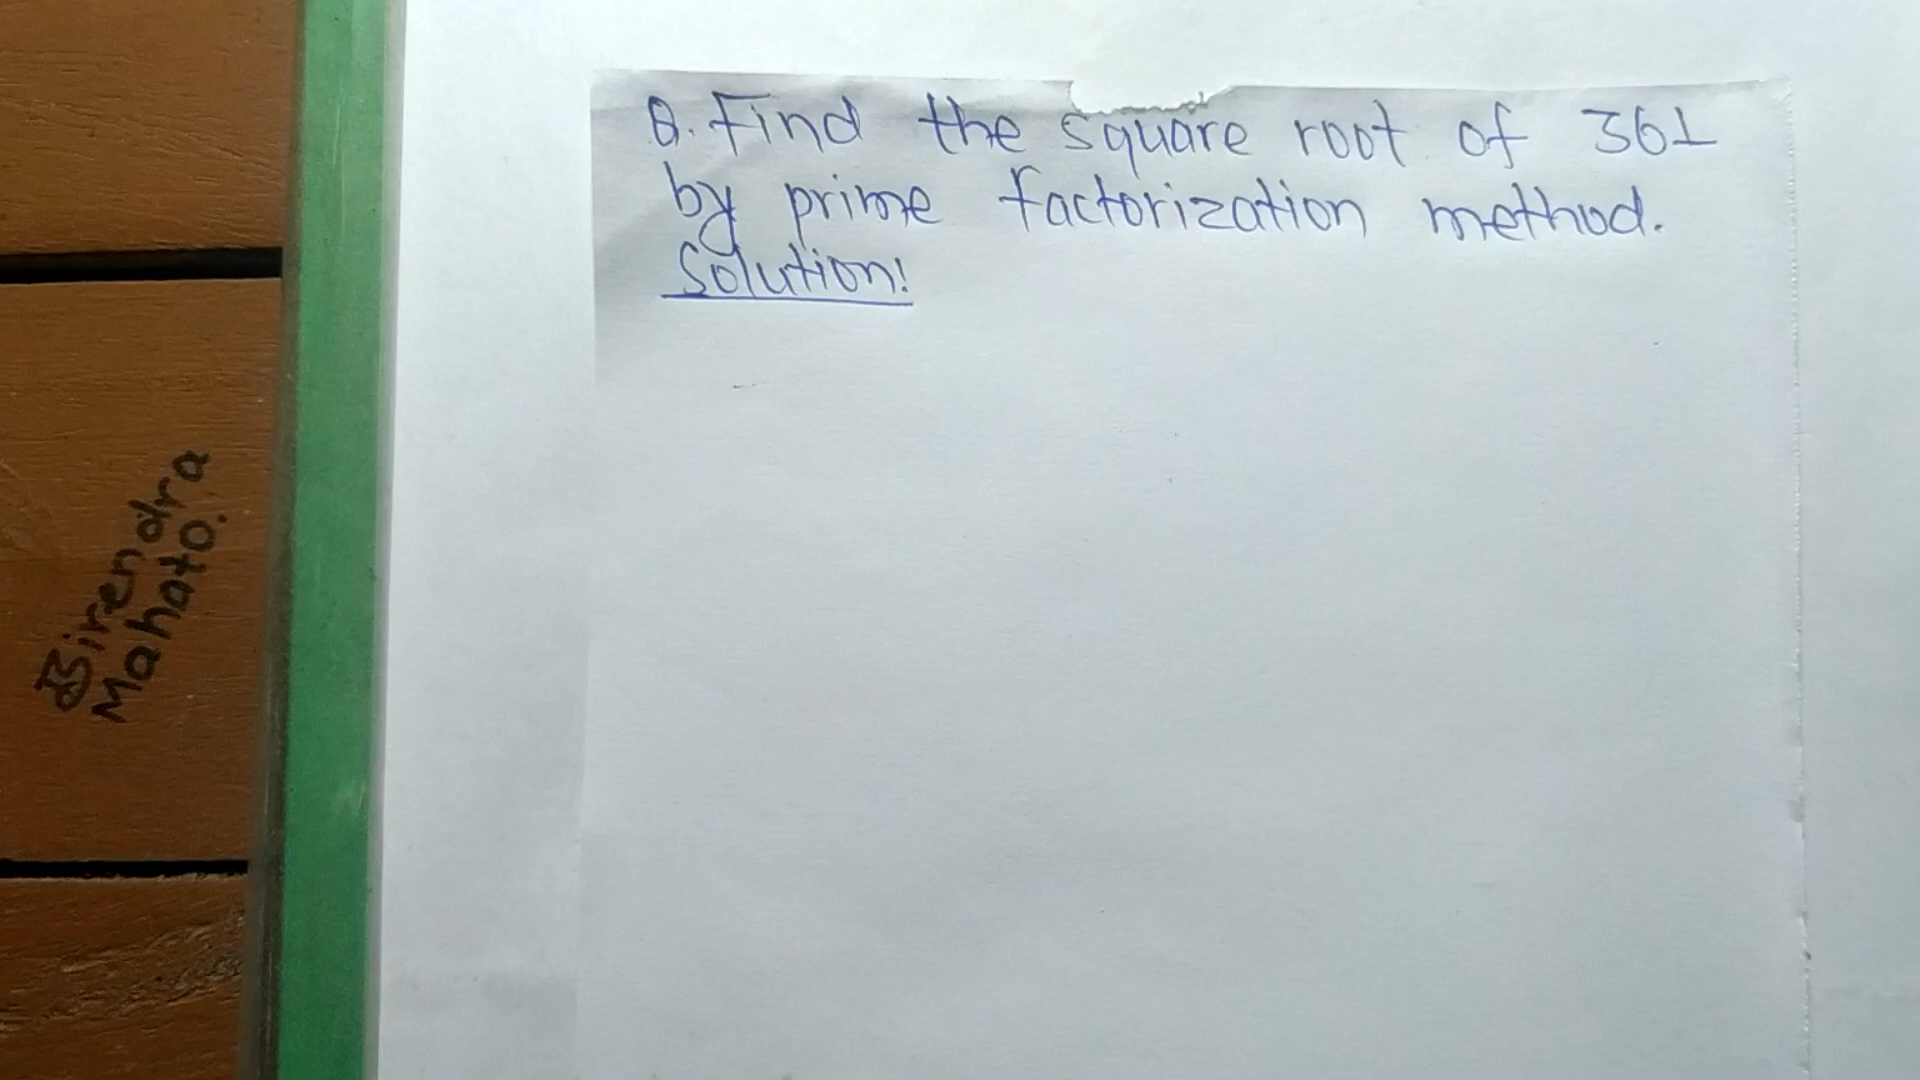 Q. Find the square root of 361
by prime factorization method.
Solution:
Birendra
Mahato.